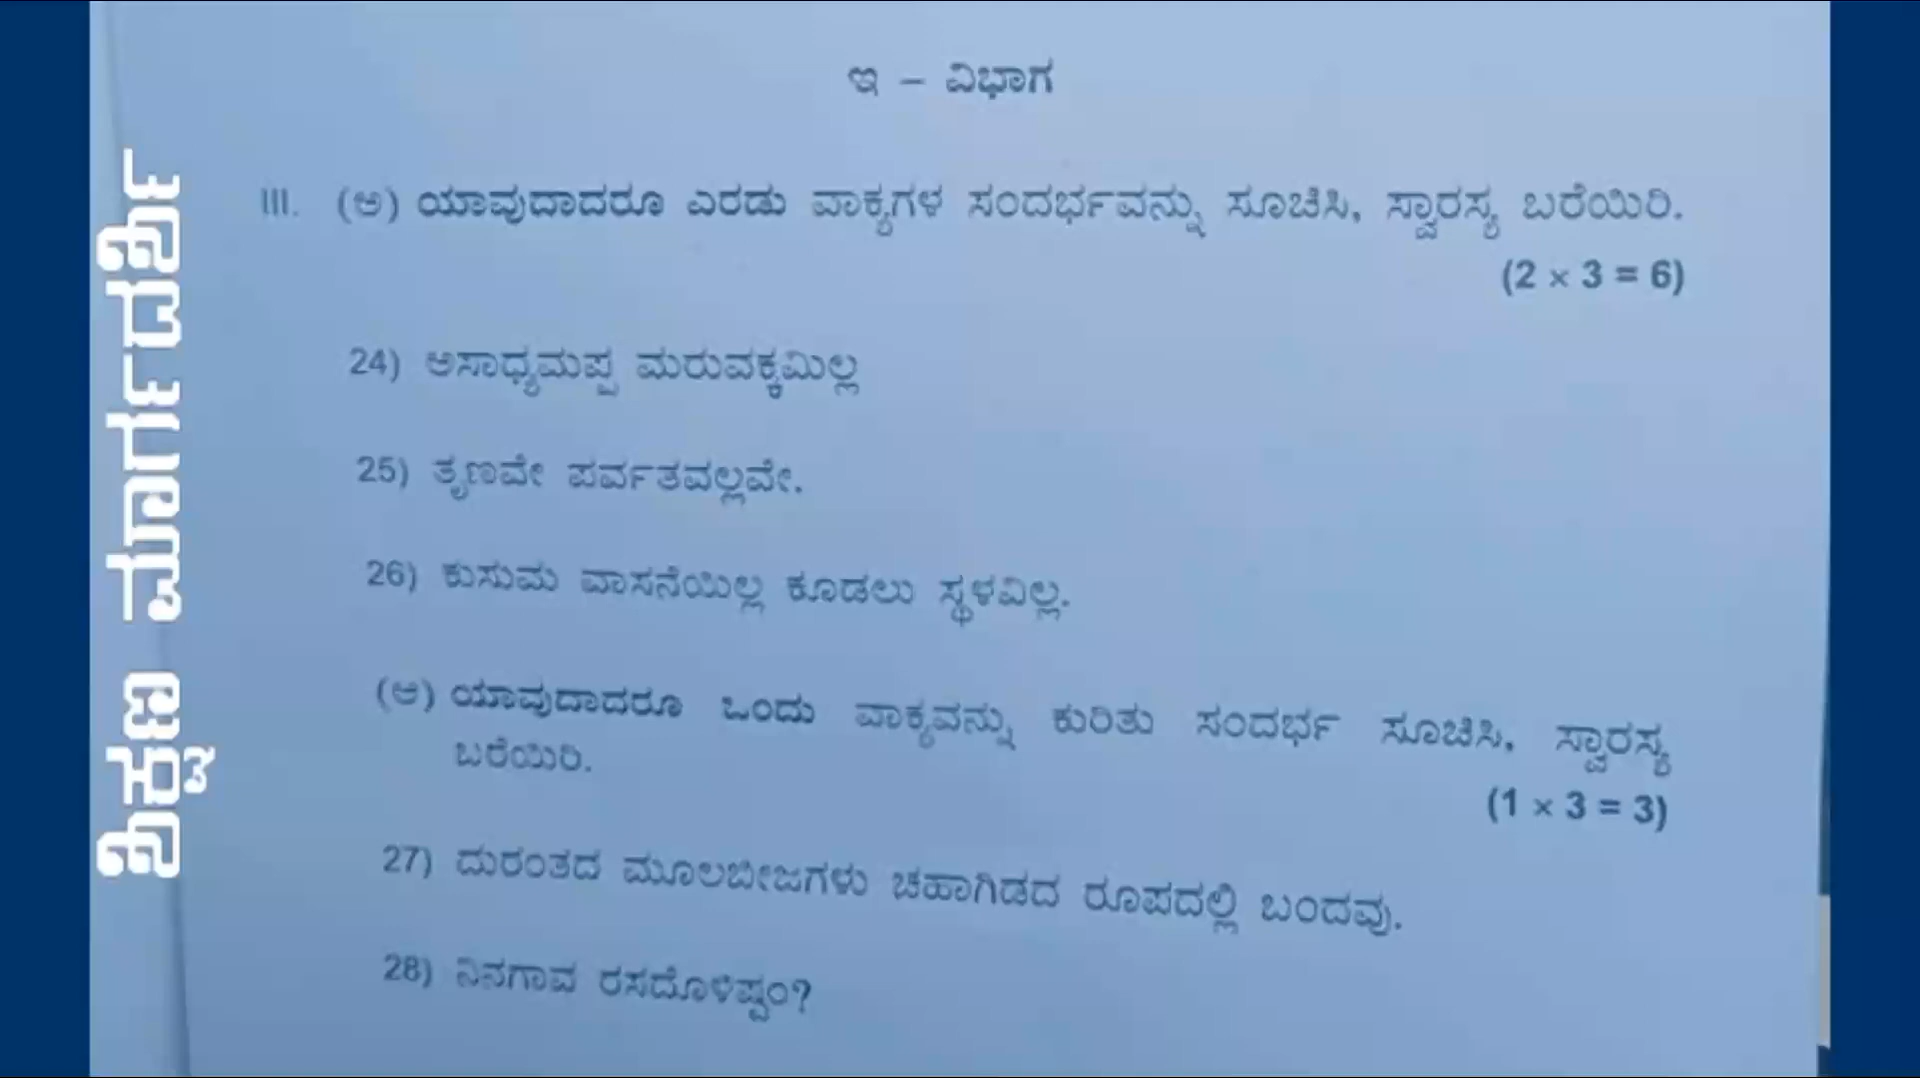 ಶಿಕ್ಷಣ ಮಾರ್ಗದರ್ಶಿ
ಇ – ವಿಭಾಗ
III. (ಅ) ಯಾವುದಾದರೂ ಎರಡು ವಾಕ್ಯಗಳ ಸಂದರ್ಭವನ್ನು ಸೂಚಿಸಿ, ಸ್ವಾರಸ್ಯ ಬರೆಯಿರಿ.
(2 × 3 = 6)
24) ಅಸಾಧ್ಯಮಪ್ಪ ಮರುವಕ್ಕಮಿಲ್ಲ
25) ತೃಣವೇ ಪರ್ವತವಲ್ಲವೇ.
26) ಕುಸುಮ ವಾಸನೆಯಿಲ್ಲ ಕೂಡಲು ಸ್ಥಳವಿಲ್ಲ.
(ಆ) ಯಾವುದಾದರೂ ಒಂದು ವಾಕ್ಯವನ್ನು ಕುರಿತು ಸಂದರ್ಭ ಸೂಚಿಸಿ, ಸ್ವಾರಸ್ಯ
ಬರೆಯಿರಿ.
(1 × 3 = 3)
27) ದುರಂತದ ಮೂಲಬೀಜಗಳು ಚಹಾಗಿಡದ ರೂಪದಲ್ಲಿ ಬಂದವು.
28) ನಿನಗಾವ ರಸದೊಳಿಷ್ಟಂ?